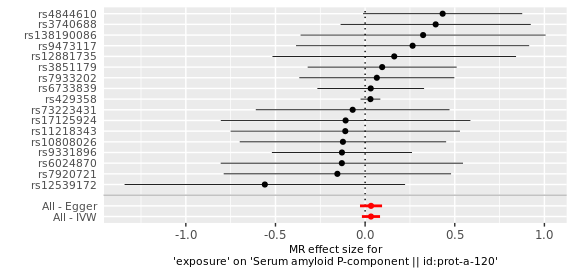 rs4844610
rs3740688
rs138190086
rs9473117
rs12881735
rs3851179
rs7933202
rs6733839
rs429358
rs73223431
rs17125924
rs11218343
rs10808026
rs9331896
rs6024870
rs7920721
rs12539172
All - Egger
All - IVW
-1.0 -0.5 0.0 0.5 1.0
MR effect size for
'exposure' on 'Serum amyloid P-component || id:prot-a-120'